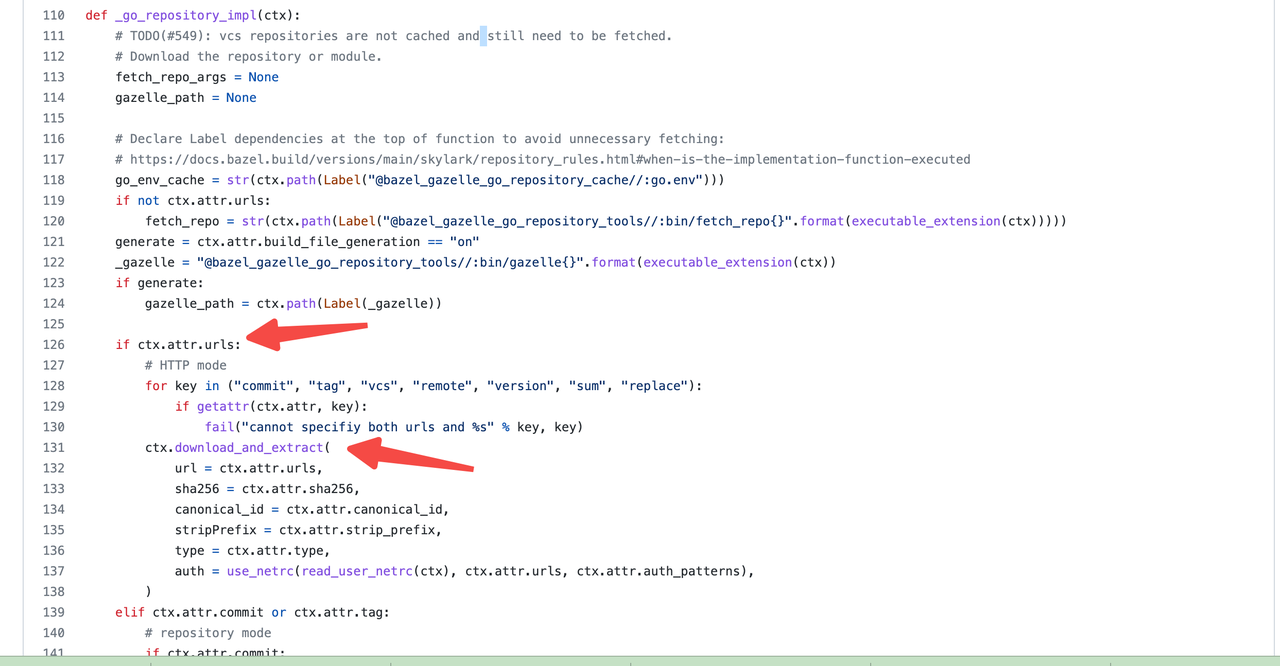 110 def _go_repository_impl(ctx):
111     # TODO(#549): vcs repositories are not cached and still need to be fetched.
112     # Download the repository or module.
113     fetch_repo_args = None
114     gazelle_path = None
115
116     # Declare Label dependencies at the top of function to avoid unnecessary fetching:
117     # https://docs.bazel.build/versions/main/skylark/repository_rules.html#when-is-the-implementation-function-executed
118     go_env_cache = str(ctx.path(Label("@bazel_gazelle_go_repository_cache//:go.env")))
119     if not ctx.attr.urls:
120         fetch_repo = str(ctx.path(Label("@bazel_gazelle_go_repository_tools//:bin/fetch_repo{}".format(executable_extension(ctx)))))
121     generate = ctx.attr.build_file_generation == "on"
122     _gazelle = "@bazel_gazelle_go_repository_tools//:bin/gazelle{}".format(executable_extension(ctx))
123     if generate:
124         gazelle_path = ctx.path(Label(_gazelle))
125
126     if ctx.attr.urls:
127         # HTTP mode
128         for key in ("commit", "tag", "vcs", "remote", "version", "sum", "replace"):
129             if getattr(ctx.attr, key):
130                 fail("cannot specifiy both urls and %s" % key, key)
131         ctx.download_and_extract(
132             url = ctx.attr.urls,
133             sha256 = ctx.attr.sha256,
134             canonical_id = ctx.attr.canonical_id,
135             stripPrefix = ctx.attr.strip_prefix,
136             type = ctx.attr.type,
137             auth = use_netrc(read_user_netrc(ctx), ctx.attr.urls, ctx.attr.auth_patterns),
138         )
139     elif ctx.attr.commit or ctx.attr.tag:
140         # repository mode
141         if ctx.attr.commit: